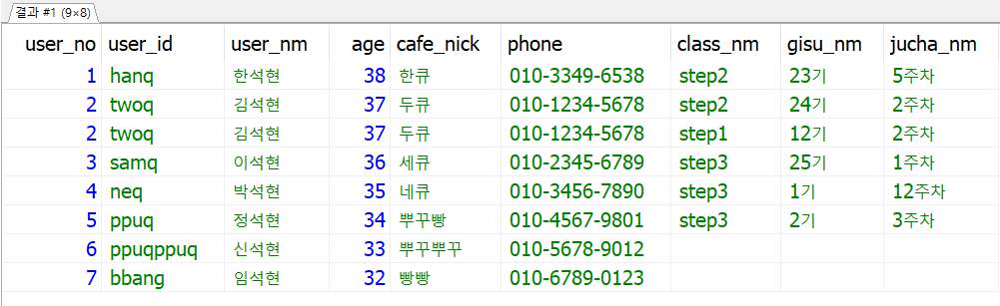 결과 #1 (9×8)
user_no user_id user_nm age cafe_nick phone class_nm gisu_nm jucha_nm
1 hanq 한석현 38 한큐 010-3349-6538 step2 23기 5주차
2 twoq 김석현 37 두큐 010-1234-5678 step2 24기 2주차
2 twoq 김석현 37 두큐 010-1234-5678 step1 12기 2주차
3 samq 이석현 36 세큐 010-2345-6789 step3 25기 1주차
4 neq 박석현 35 네큐 010-3456-7890 step3 1기 12주차
5 ppuq 정석현 34 뿌꾸빵 010-4567-9801 step3 2기 3주차
6 ppuqppuq 신석현 33 뿌꾸뿌꾸 010-5678-9012
7 bbang 임석현 32 빵빵 010-6789-0123